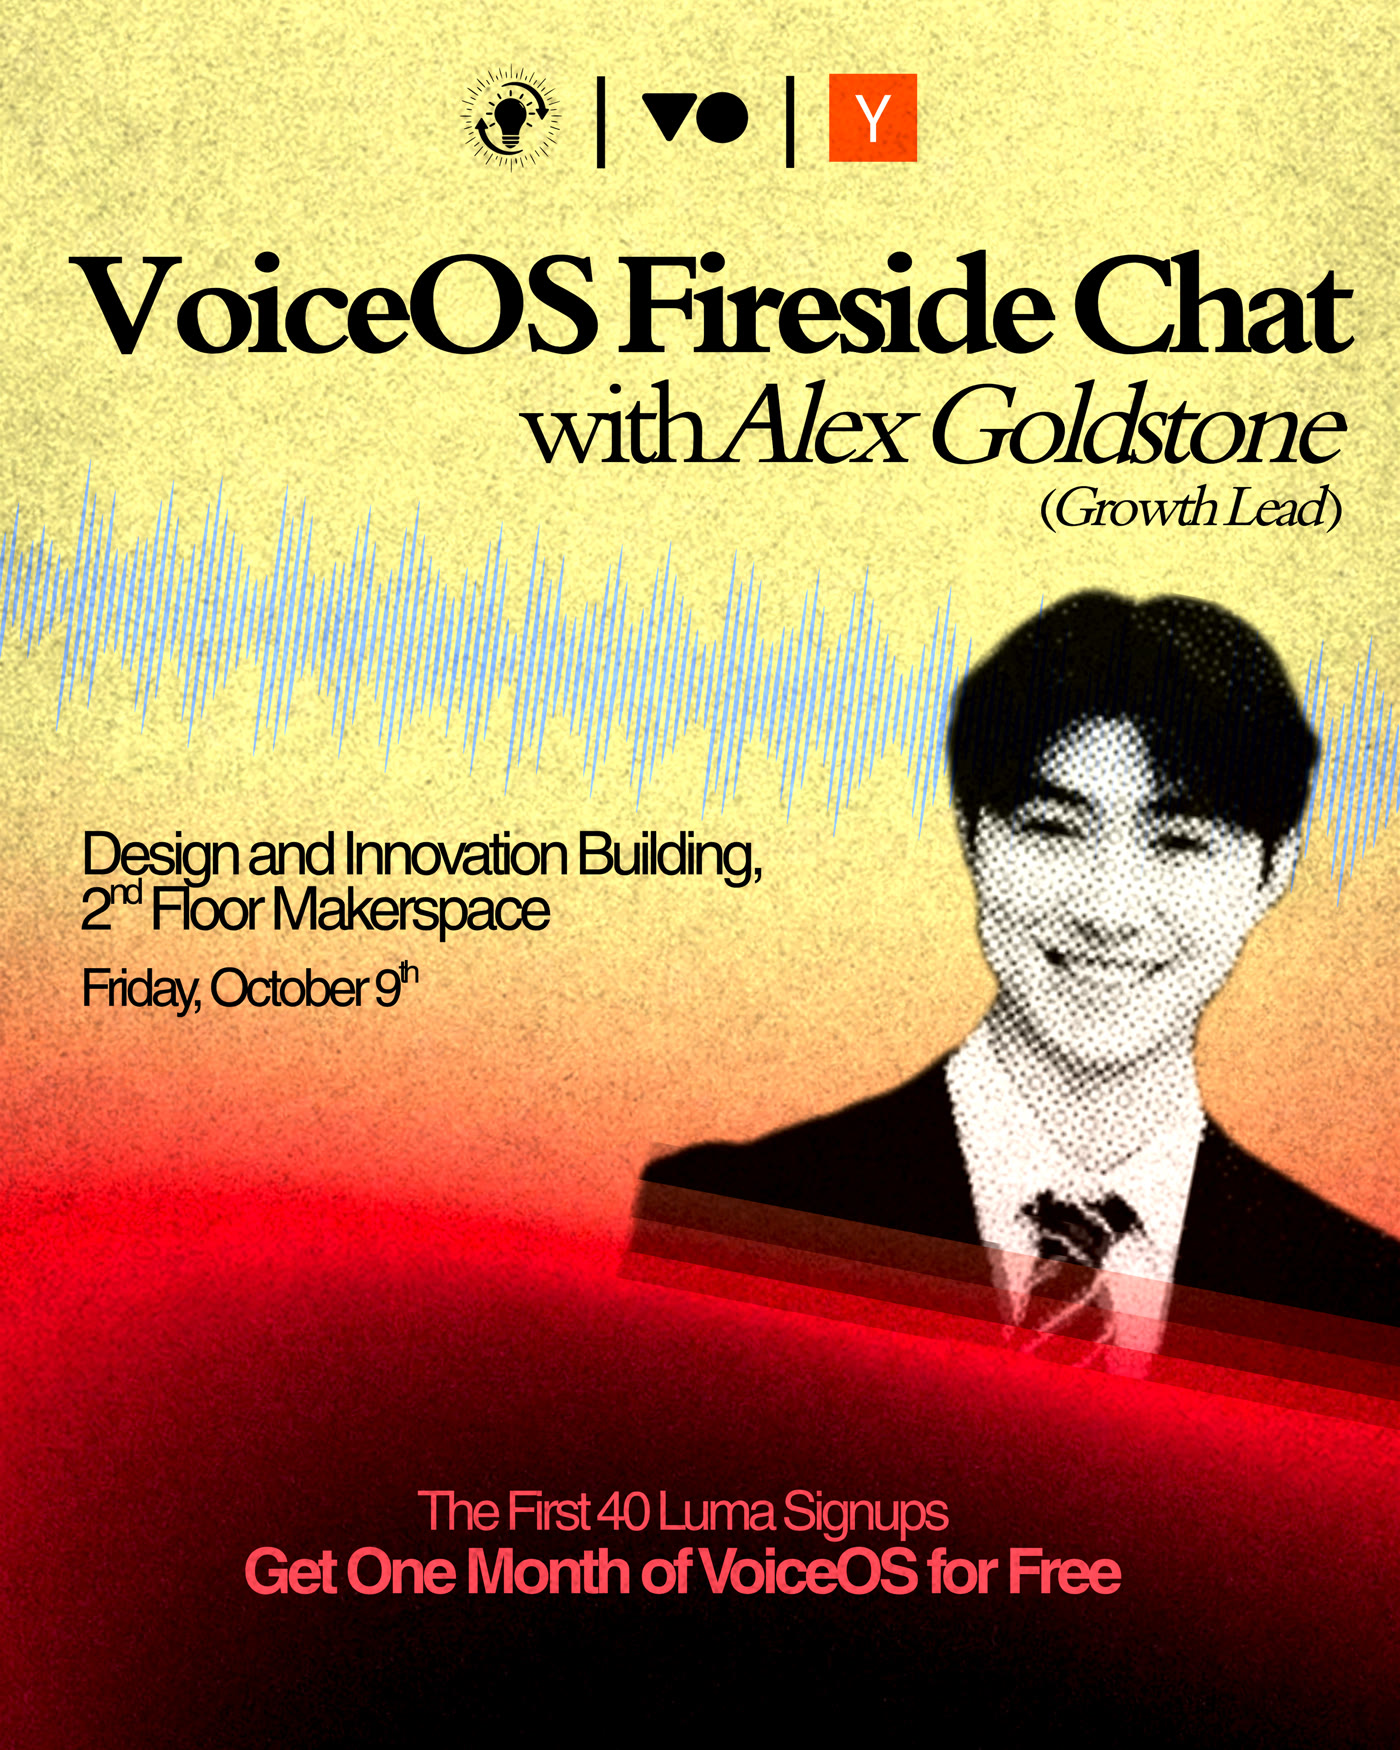 Y
VoiceOS Fireside Chat
with Alex Goldstone
(Growth Lead)
Design and Innovation Building,
2nd Floor Makerspace
Friday, October 9th
The First 40 Luma Signups
Get One Month of VoiceOS for Free